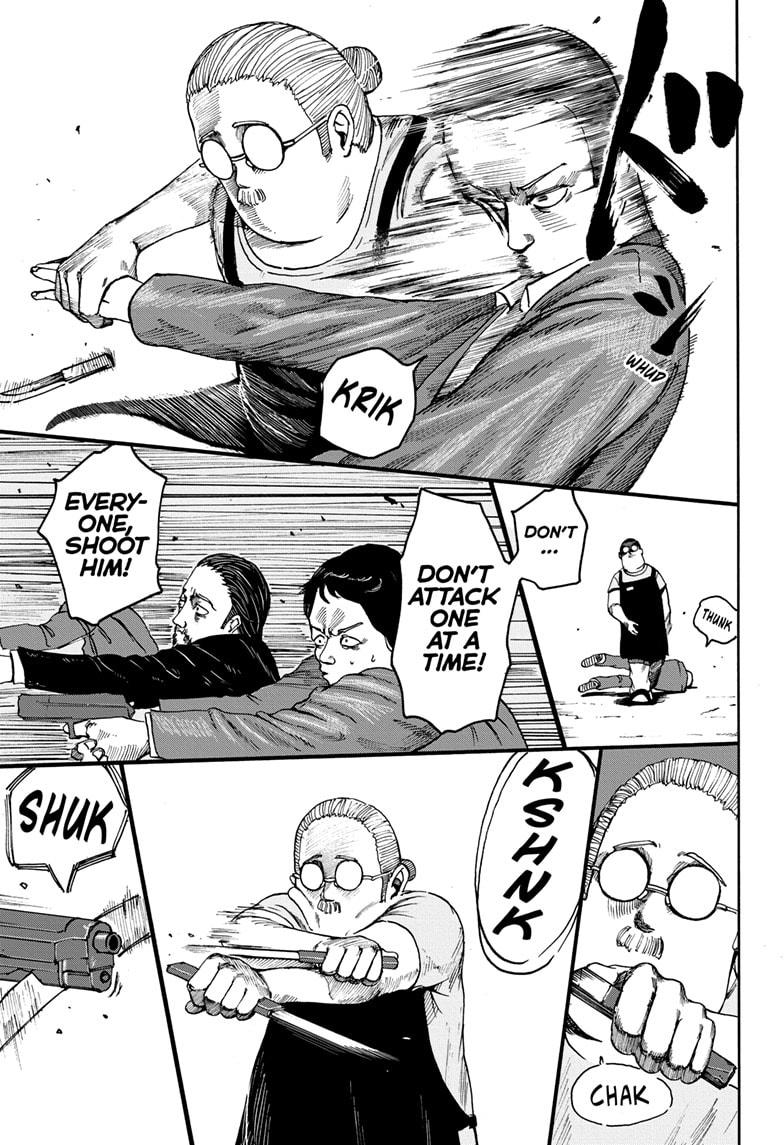 ド
WHUD
KRIK
DON'T
...
THUNK
DON'T
ATTACK
ONE
AT A
TIME!
EVERY-
ONE,
SHOOT
HIM!
CHAK
KSHNK
SHUK